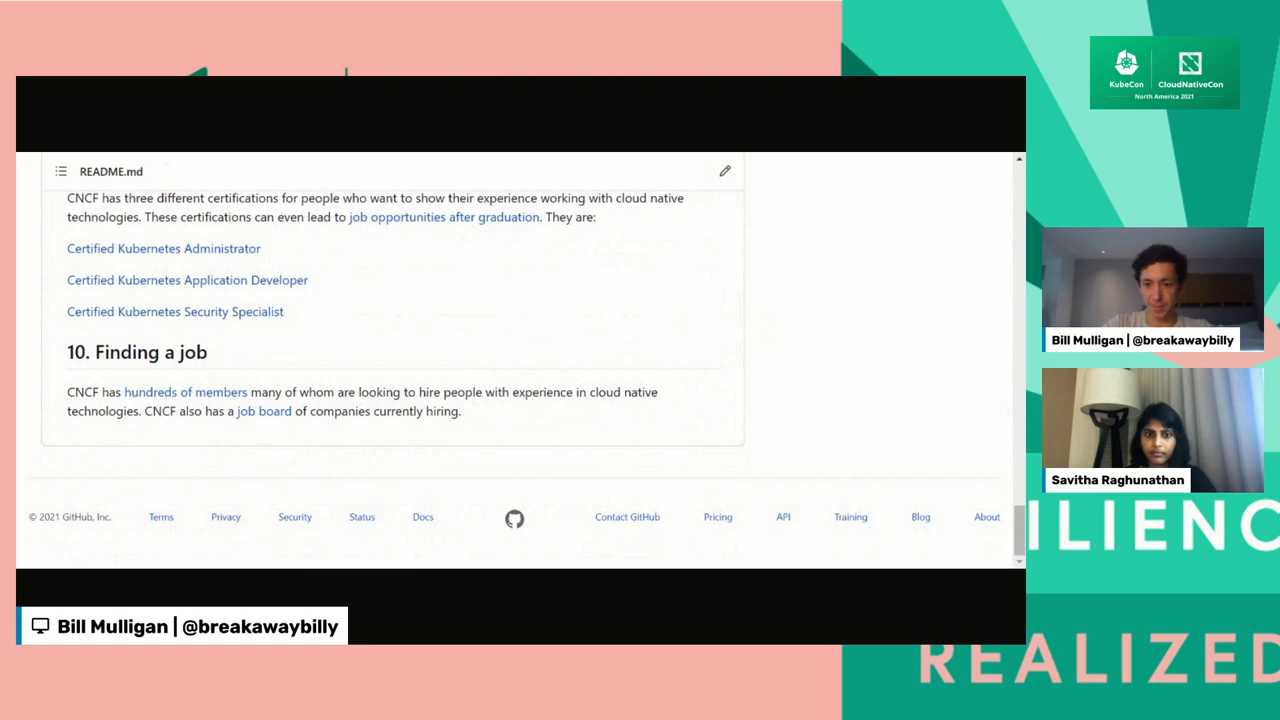 KubeCon CloudNativeCon
North America 2021
README.md
CNCF has three different certifications for people who want to show their experience working with cloud native
technologies. These certifications can even lead to job opportunities after graduation. They are:
Certified Kubernetes Administrator
Certified Kubernetes Application Developer
Certified Kubernetes Security Specialist
10. Finding a job
CNCF has hundreds of members many of whom are looking to hire people with experience in cloud native
technologies. CNCF also has a job board of companies currently hiring.
© 2021 GitHub, Inc. Terms Privacy Security Status Docs Contact GitHub Pricing API Training Blog About
Bill Mulligan | @breakawaybilly
Bill Mulligan | @breakawaybilly
Savitha Raghunathan
ILIENC
REALIZED